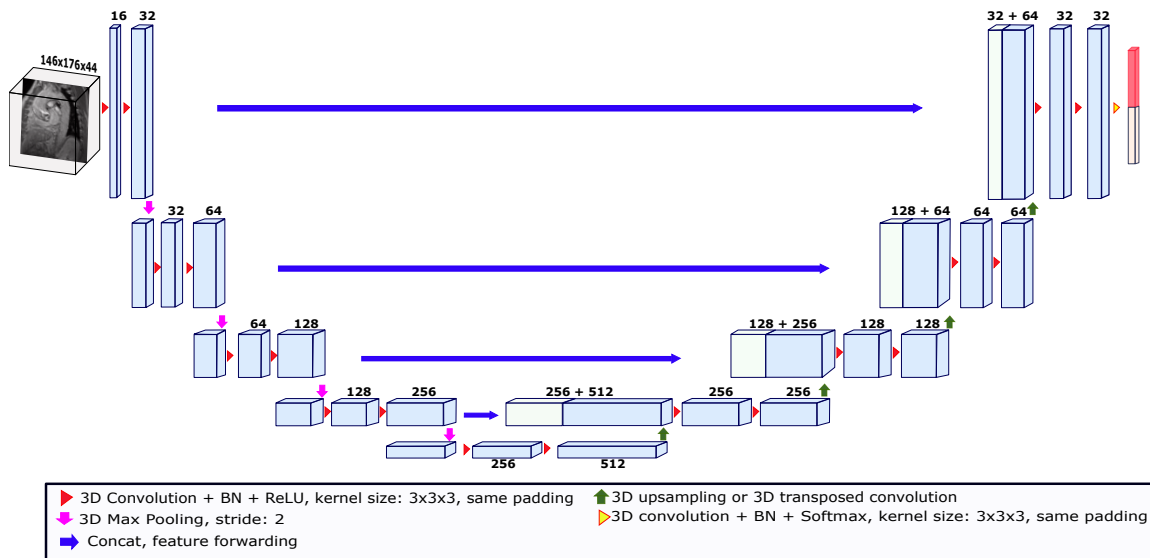 16 32 32 + 64 32 32
146x176x44
32 64 128 + 64 64 64
64 128 128 + 256 128 128
128 256 256 + 512 256 256
256 512
3D Convolution + BN + ReLU, kernel size: 3x3x3, same padding
3D upsampling or 3D transposed convolution
3D Max Pooling, stride: 2
3D convolution + BN + Softmax, kernel size: 3x3x3, same padding
Concat, feature forwarding